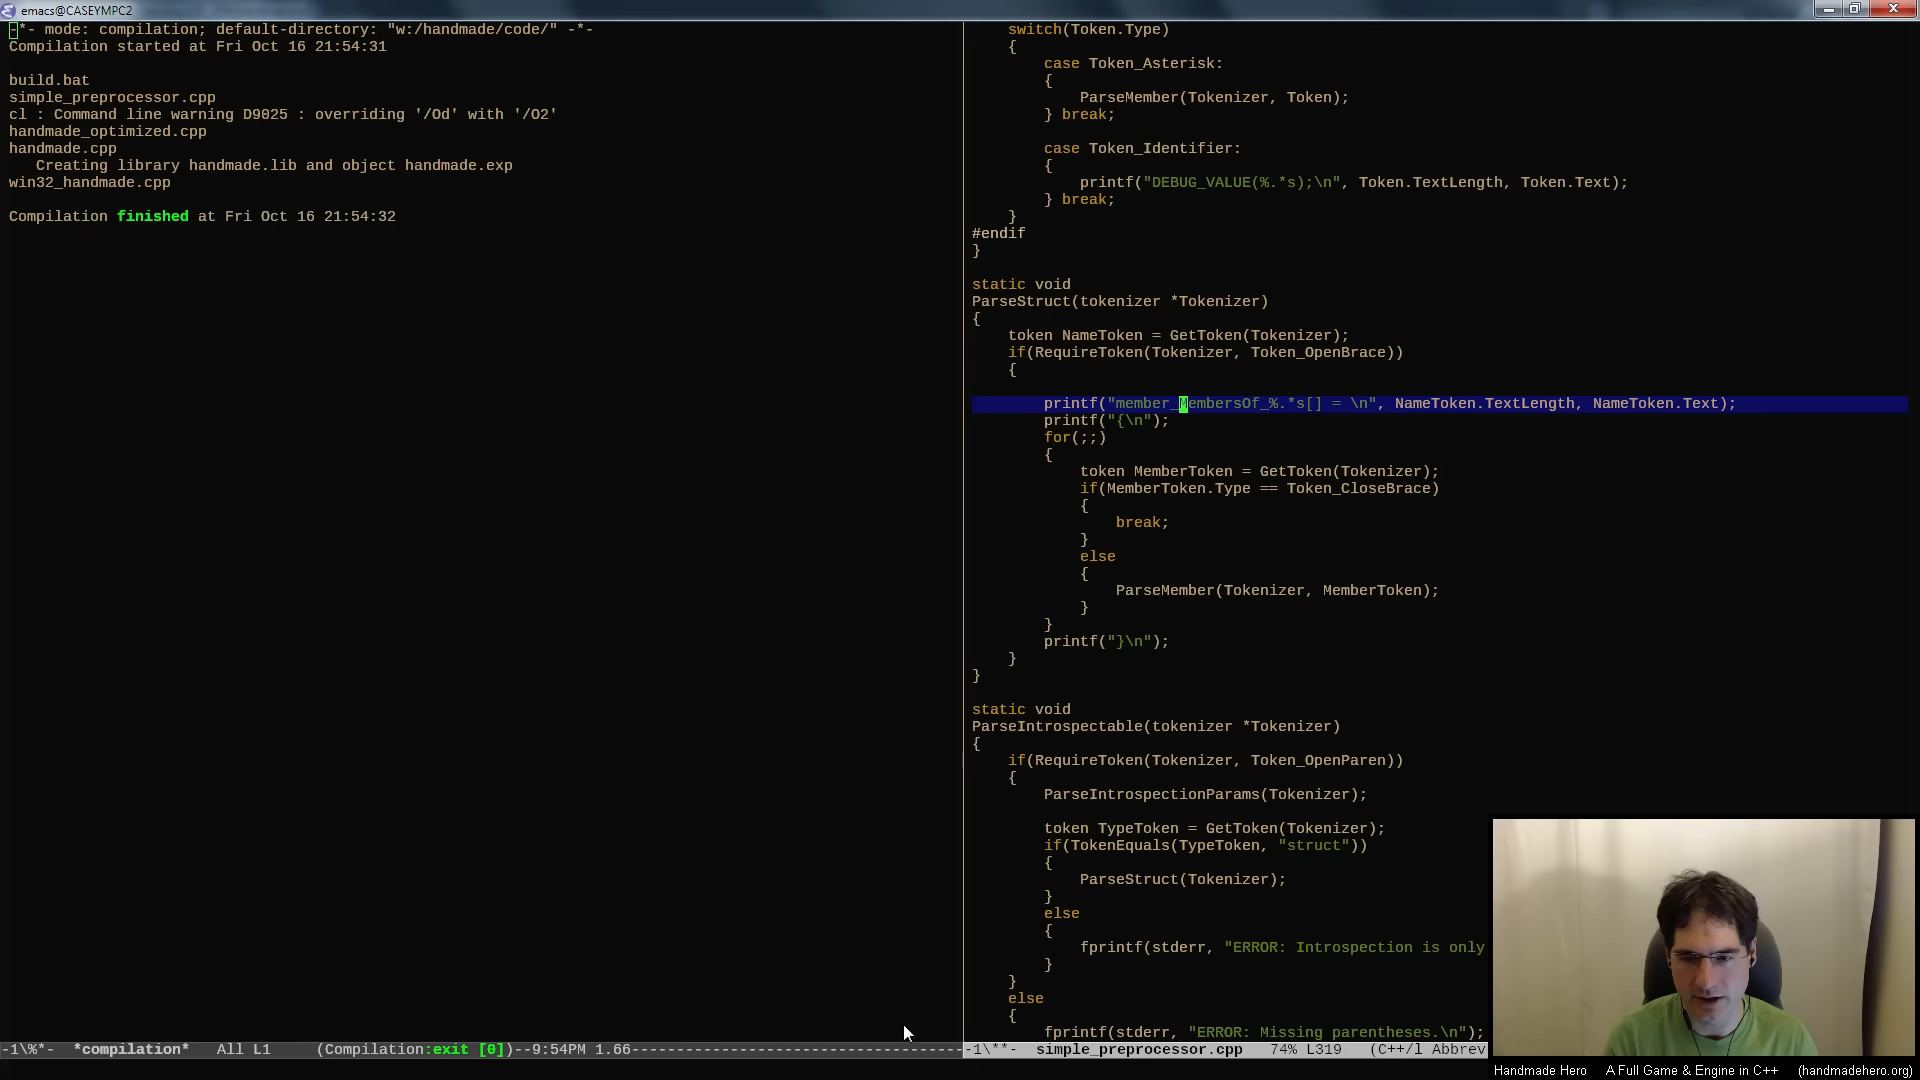 emacs@CASEYMPC2
-*- mode: compilation; default-directory: "w:/handmade/code/" -*-
Compilation started at Fri Oct 16 21:54:31
build.bat
simple_preprocessor.cpp
cl : Command line warning D9025 : overriding '/Od' with '/O2'
handmade_optimized.cpp
handmade.cpp
   Creating library handmade.lib and object handmade.exp
win32_handmade.cpp
Compilation finished at Fri Oct 16 21:54:32
-1\%*-  *compilation*   All L1     (Compilation:exit [0])--9:54PM 1.66---------------------------------------
    switch(Token.Type)
    {
        case Token_Asterisk:
        {
            ParseMember(Tokenizer, Token);
        } break;
        case Token_Identifier:
        {
            printf("DEBUG_VALUE(%.*s);\n", Token.TextLength, Token.Text);
        } break;
    }
#endif
}
static void
ParseStruct(tokenizer *Tokenizer)
{
    token NameToken = GetToken(Tokenizer);
    if(RequireToken(Tokenizer, Token_OpenBrace))
    {
        printf("member_MembersOf_%.*s[] = \n", NameToken.TextLength, NameToken.Text);
        printf("{\n");
        for(;;)
        {
            token MemberToken = GetToken(Tokenizer);
            if(MemberToken.Type == Token_CloseBrace)
            {
                break;
            }
            else
            {
                ParseMember(Tokenizer, MemberToken);
            }
        }
        printf("}\n");
    }
}
static void
ParseIntrospectable(tokenizer *Tokenizer)
{
    if(RequireToken(Tokenizer, Token_OpenParen))
    {
        ParseIntrospectionParams(Tokenizer);
        token TypeToken = GetToken(Tokenizer);
        if(TokenEquals(TypeToken, "struct"))
        {
            ParseStruct(Tokenizer);
        }
        else
        {
            fprintf(stderr, "ERROR: Introspection is only
        }
    }
    else
    {
        fprintf(stderr, "ERROR: Missing parentheses.\n");
-1\**-  simple_preprocessor.cpp   74% L319   (C++/l Abbrev
Handmade Hero   A Full Game & Engine in C++   (handmadehero.org)